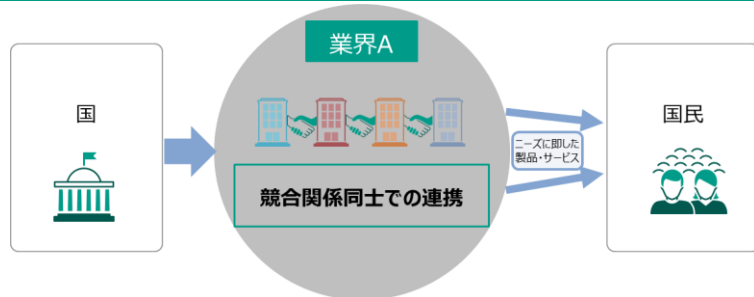 業界A
国
ニーズに即した
製品・サービス
国民
競合関係同士での連携